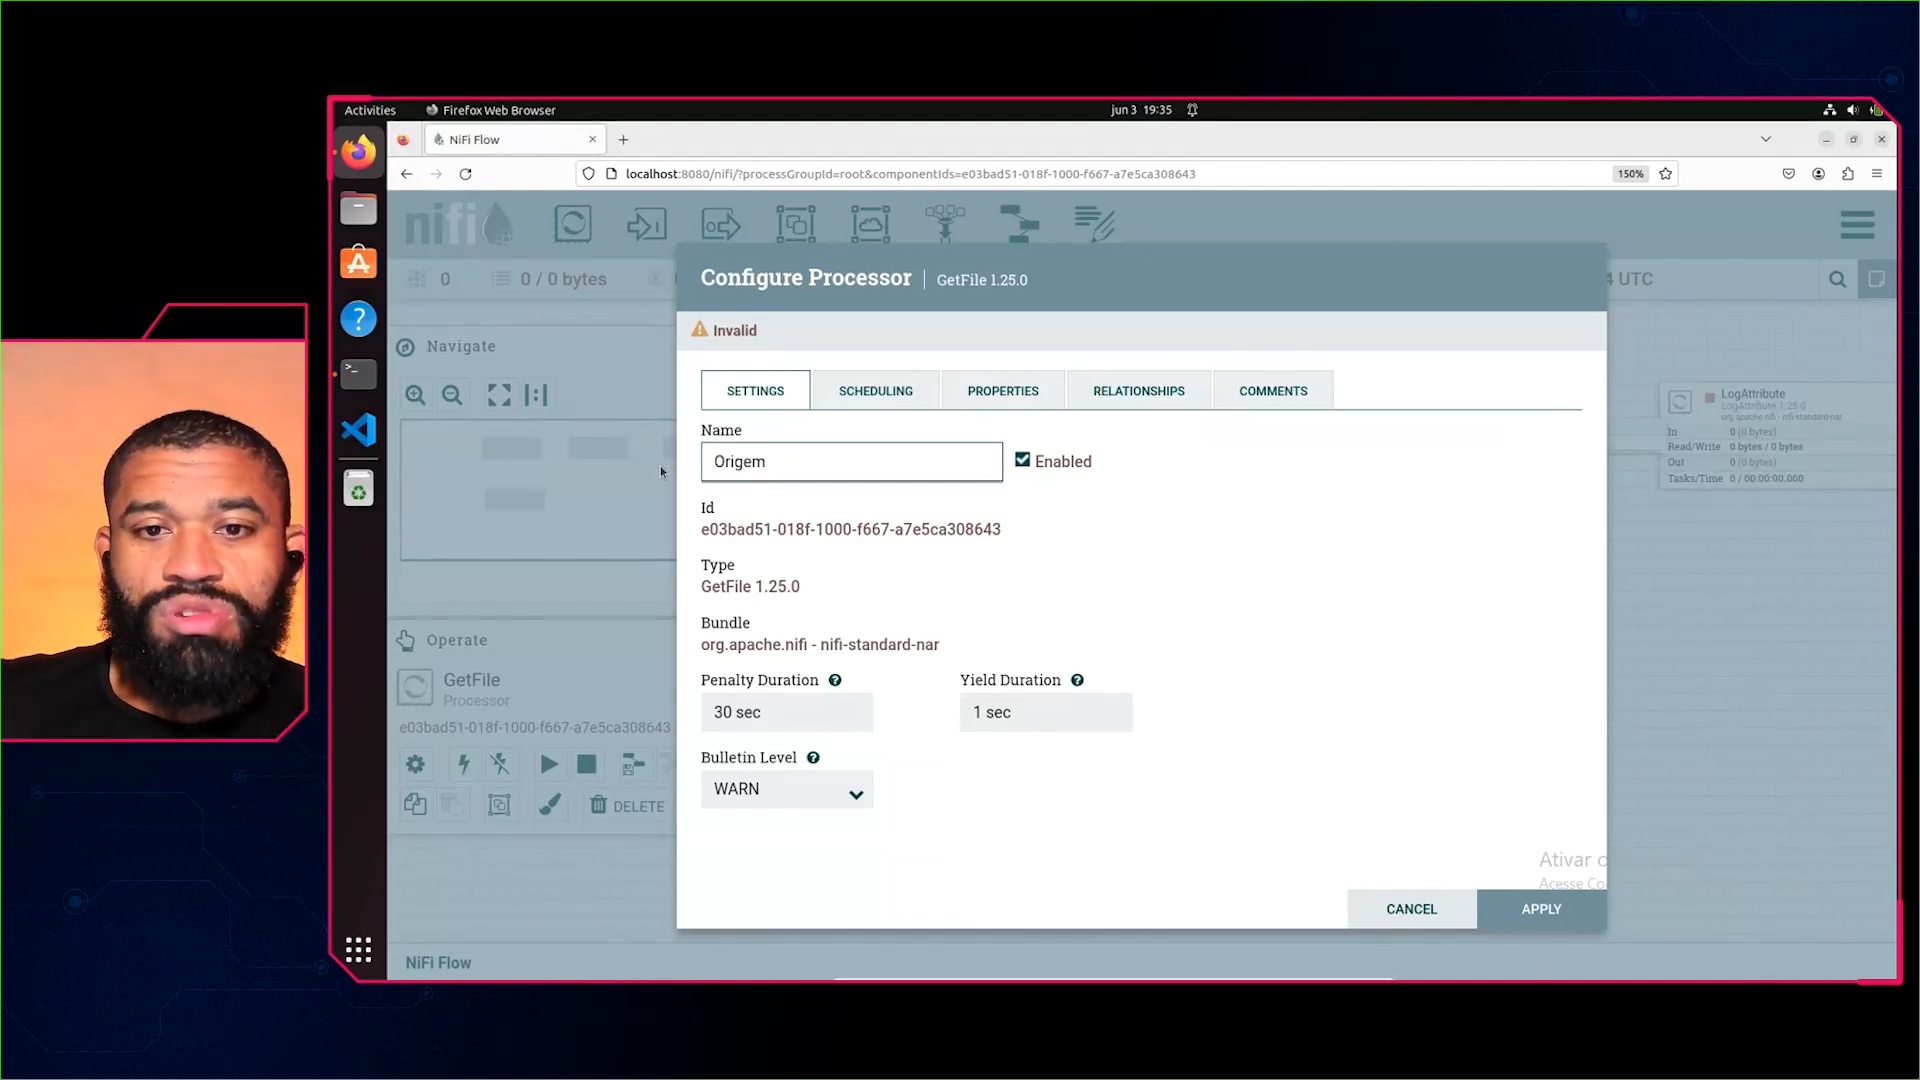 Activities
Firefox Web Browser
jun 3 19:35
NiFi Flow
localhost:8080/nifi/?processGroupId=root&componentIds=e03bad51-018f-1000-f667-a7e5ca308643
150%
nifi
0
0 / 0 bytes
4 UTC
Configure Processor
GetFile 1.25.0
Invalid
Navigate
SETTINGS
SCHEDULING
PROPERTIES
RELATIONSHIPS
COMMENTS
Name
Origem
Enabled
Id
e03bad51-018f-1000-f667-a7e5ca308643
Type
GetFile 1.25.0
Bundle
org.apache.nifi - nifi-standard-nar
Penalty Duration
Yield Duration
30 sec
1 sec
Bulletin Level
WARN
CANCEL
APPLY
Operate
GetFile
Processor
e03bad51-018f-1000-f667-a7e5ca308643
DELETE
LogAttribute
LogAttribute 1.25.0
org.apache.nifi - nifi-standard-nar
In 0 (0 bytes)
Read/Write 0 bytes / 0 bytes
Out 0 (0 bytes)
Tasks/Time 0 / 00:00:00.000
Ativar o
Acesse Co
NiFi Flow